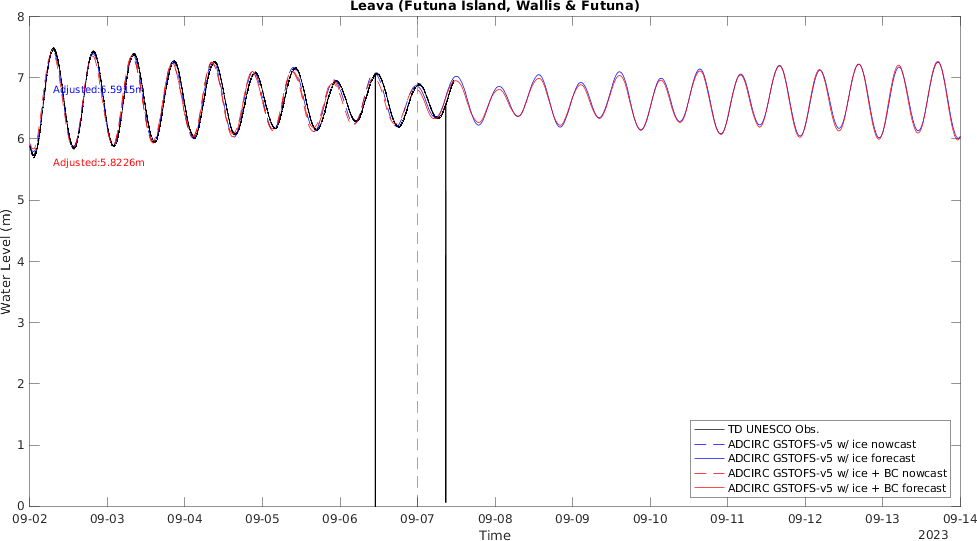 Leava (Futuna Island, Wallis & Futuna)
8
7
6
5
4
3
2
1
0
Water Level (m)
Adjusted:6.5915m
Adjusted:5.8226m
TD UNESCO Obs.
ADCIRC GSTOFS-v5 w/ ice nowcast
ADCIRC GSTOFS-v5 w/ ice forecast
ADCIRC GSTOFS-v5 w/ ice + BC nowcast
ADCIRC GSTOFS-v5 w/ ice + BC forecast
09-02 09-03 09-04 09-05 09-06 09-07 09-08 09-09 09-10 09-11 09-12 09-13 09-14
Time
2023